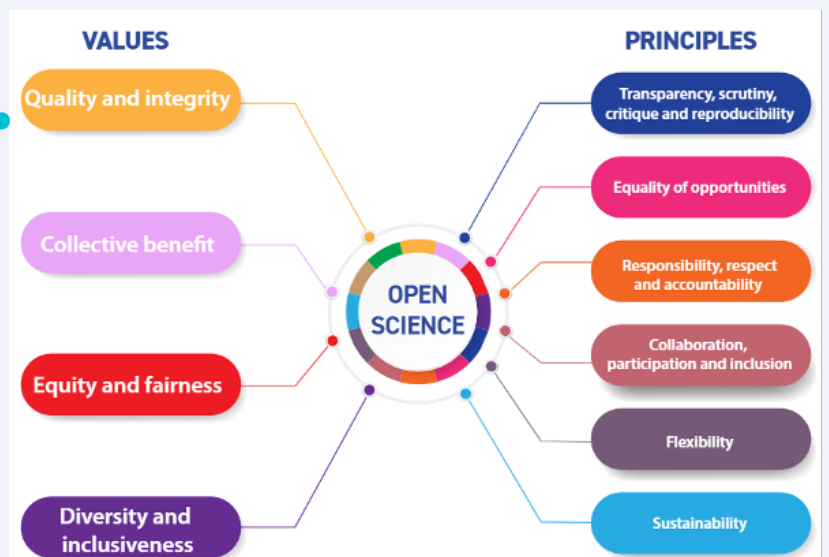 VALUES
Quality and integrity
Collective benefit
Equity and fairness
Diversity and
inclusiveness
OPEN
SCIENCE
PRINCIPLES
Transparency, scrutiny,
critique and reproducibility
Equality of opportunities
Responsibility, respect
and accountability
Collaboration,
participation and inclusion
Flexibility
Sustainability